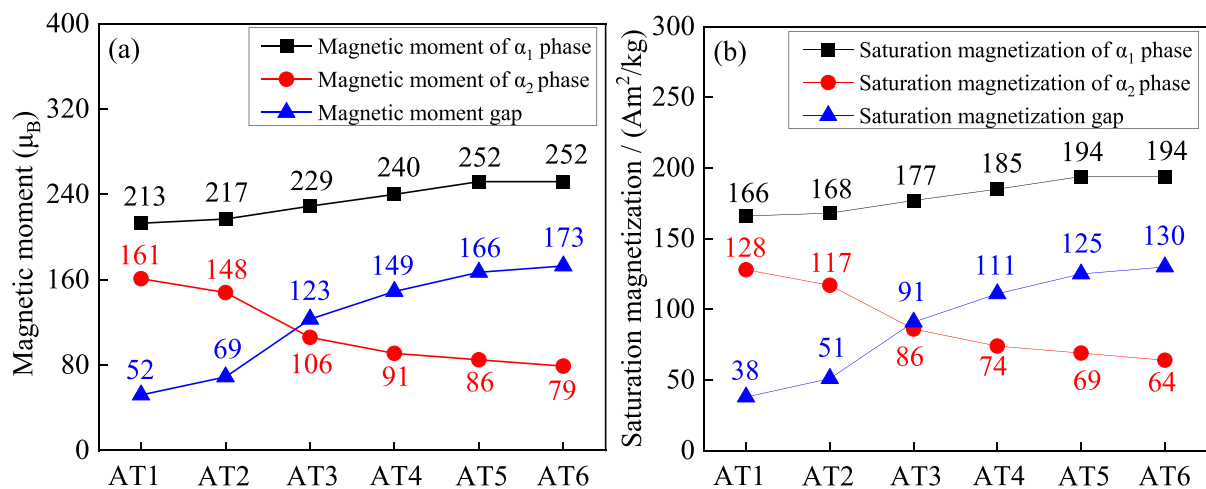 (a)
Magnetic moment of α₁ phase
Magnetic moment of α₂ phase
Magnetic moment gap
Magnetic moment (μ_B)
400
320
240
160
80
0
213 217 229 240 252 252
161 148 106 91 86 79
52 69 123 149 166 173
AT1 AT2 AT3 AT4 AT5 AT6
(b)
Saturation magnetization of α₁ phase
Saturation magnetization of α₂ phase
Saturation magnetization gap
Saturation magnetization / (Am²/kg)
300
250
200
150
100
50
0
166 168 177 185 194 194
128 117 86 74 69 64
38 51 91 111 125 130
AT1 AT2 AT3 AT4 AT5 AT6